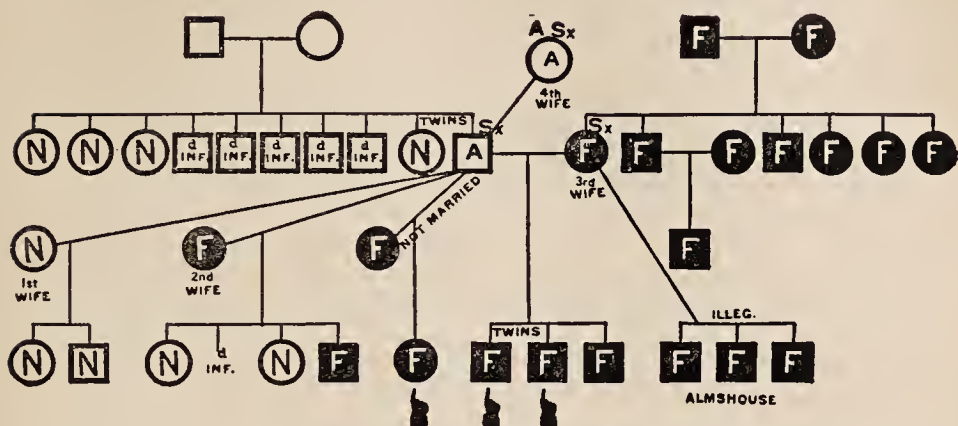 A Sx
A
F F
4th
WIFE
TWINS Sx Sx
N N N d INF. d INF. d INF. d INF. d INF. N A F F F F F F F
3rd
WIFE
NOT MARRIED
N F F F
1st
WIFE
2nd
WIFE
ILLEG.
TWINS
N N N d INF. N F F F F F F F F
ALMSHOUSE